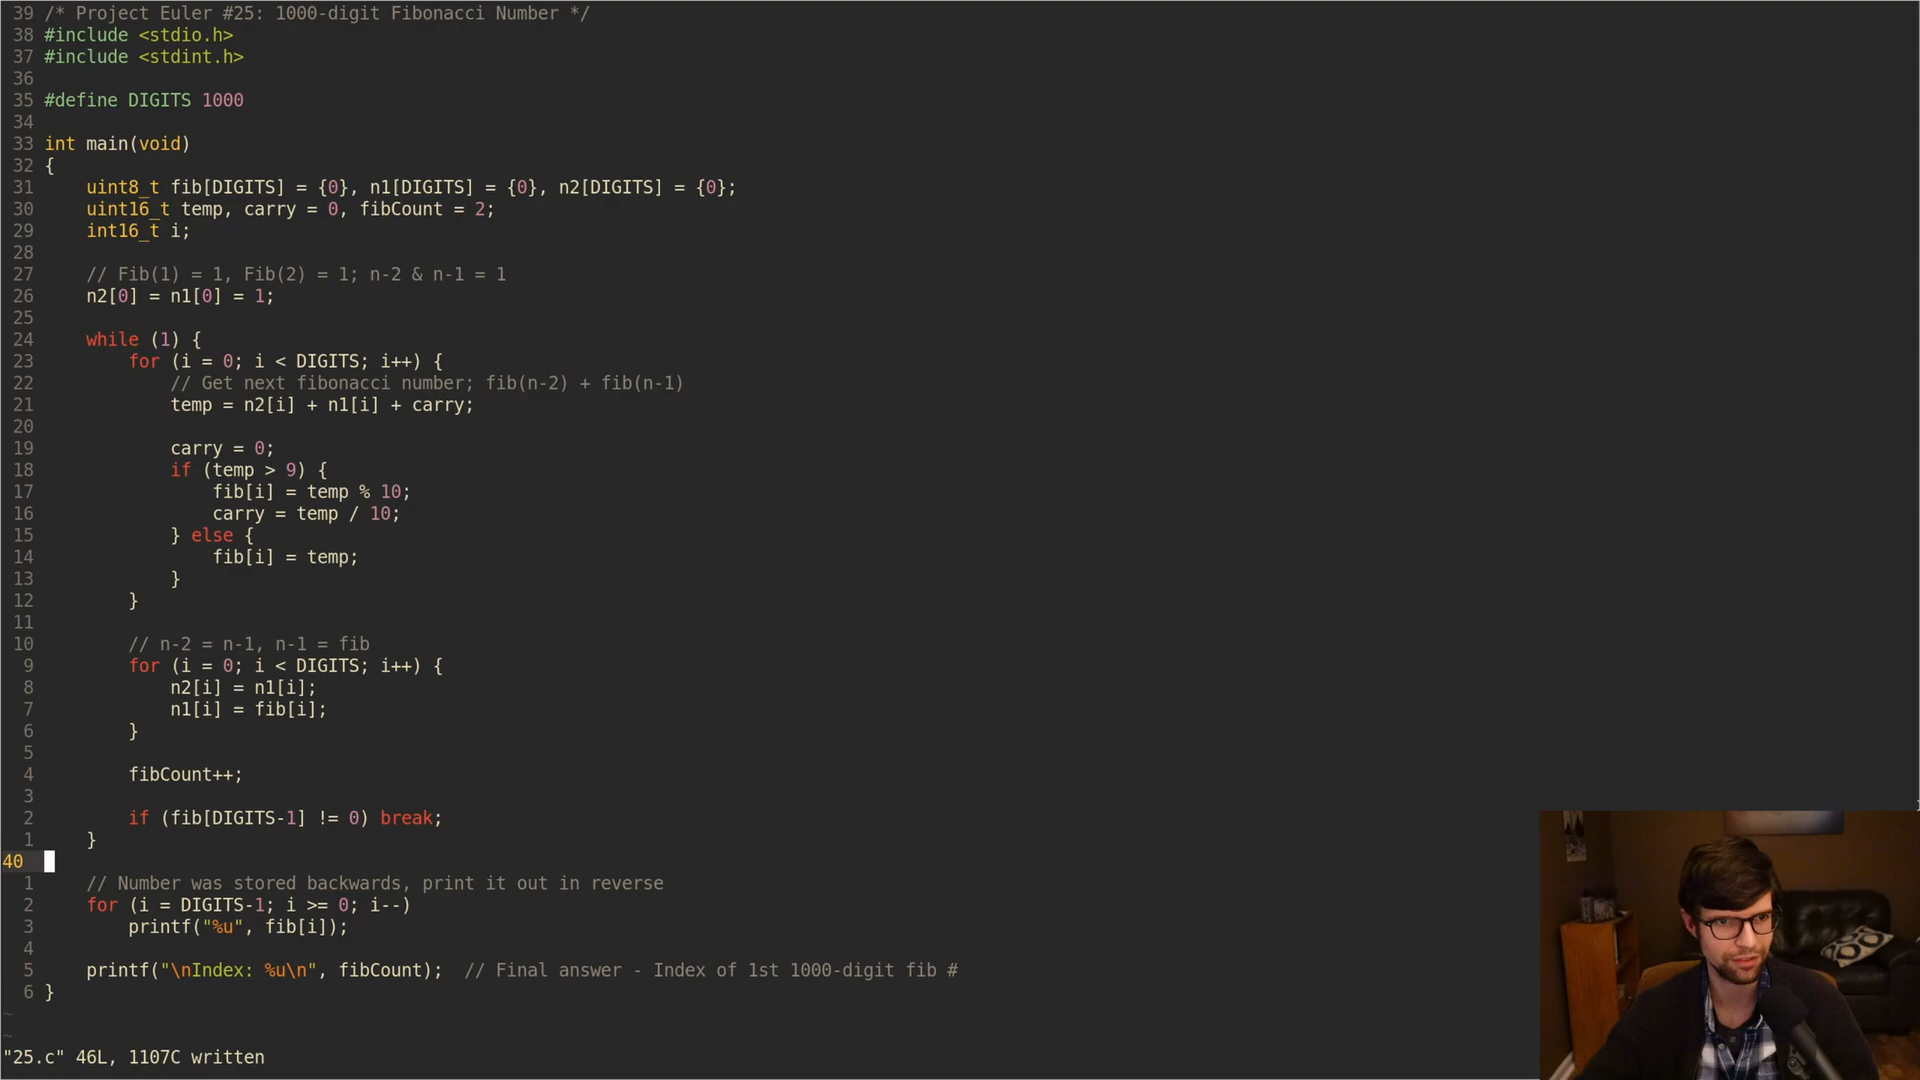 39 /* Project Euler #25: 1000-digit Fibonacci Number */
38 #include <stdio.h>
37 #include <stdint.h>
36
35 #define DIGITS 1000
34
33 int main(void)
32 {
31     uint8_t fib[DIGITS] = {0}, n1[DIGITS] = {0}, n2[DIGITS] = {0};
30     uint16_t temp, carry = 0, fibCount = 2;
29     int16_t i;
28
27     // Fib(1) = 1, Fib(2) = 1; n-2 & n-1 = 1
26     n2[0] = n1[0] = 1;
25
24     while (1) {
23         for (i = 0; i < DIGITS; i++) {
22             // Get next fibonacci number; fib(n-2) + fib(n-1)
21             temp = n2[i] + n1[i] + carry;
20
19             carry = 0;
18             if (temp > 9) {
17                 fib[i] = temp % 10;
16                 carry = temp / 10;
15             } else {
14                 fib[i] = temp;
13             }
12         }
11
10         // n-2 = n-1, n-1 = fib
9         for (i = 0; i < DIGITS; i++) {
8             n2[i] = n1[i];
7             n1[i] = fib[i];
6         }
5
4         fibCount++;
3
2         if (fib[DIGITS-1] != 0) break;
1     }
40
1     // Number was stored backwards, print it out in reverse
2     for (i = DIGITS-1; i >= 0; i--)
3         printf("%u", fib[i]);
4
5     printf("\nIndex: %u\n", fibCount);  // Final answer - Index of 1st 1000-digit fib #
6 }
~
~
"25.c" 46L, 1107C written